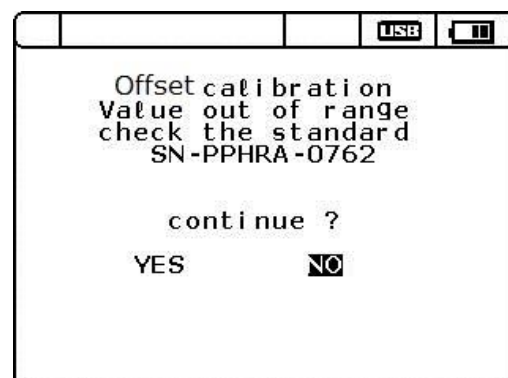 USB
Offset calibration
Value out of range
check the standard
SN-PPHRA-0762
continue ?
YES NO